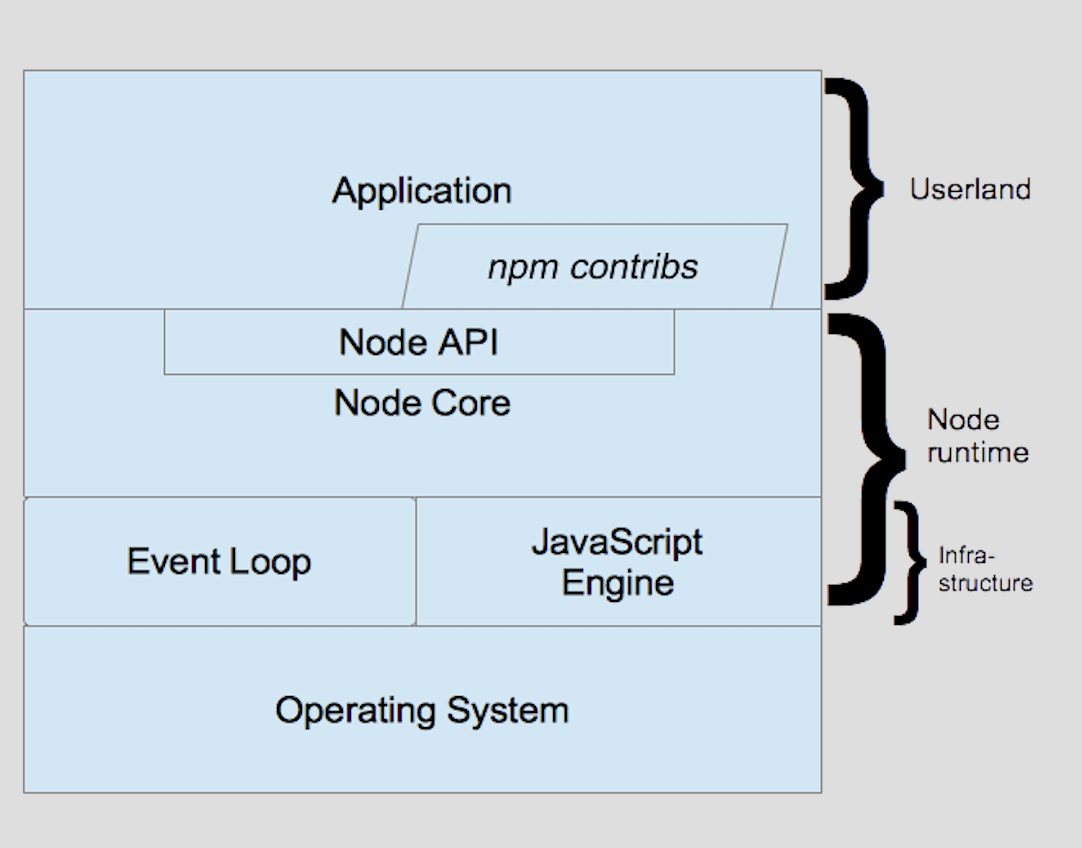 Application
Userland
npm contribs
Node API
Node Core
Node
runtime
Event Loop
JavaScript
Engine
Infra-
structure
Operating System